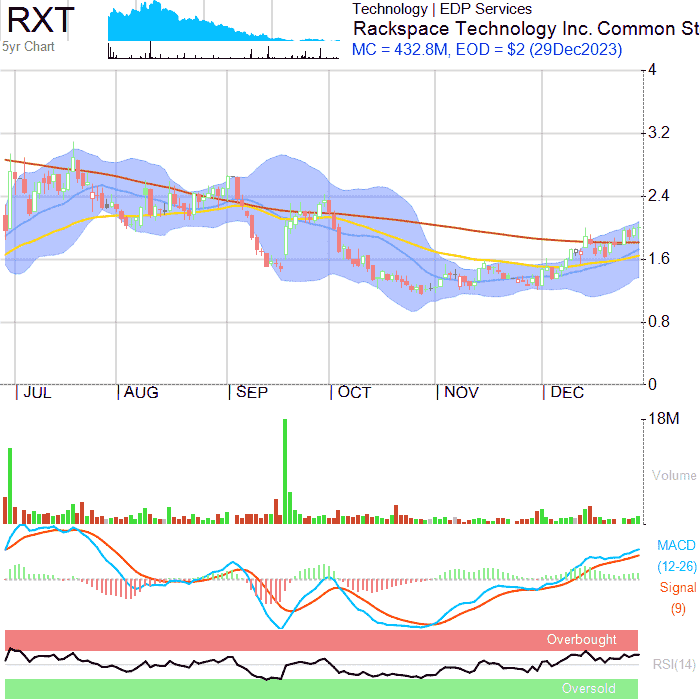 RXT
5yr Chart
Technology | EDP Services
Rackspace Technology Inc. Common St
MC = 432.8M, EOD = $2 (29Dec2023)
4
3.2
2.4
1.6
0.8
0
JUL AUG SEP OCT NOV DEC
18M
Volume
MACD
(12-26)
Signal
(9)
Overbought
RSI(14)
Oversold